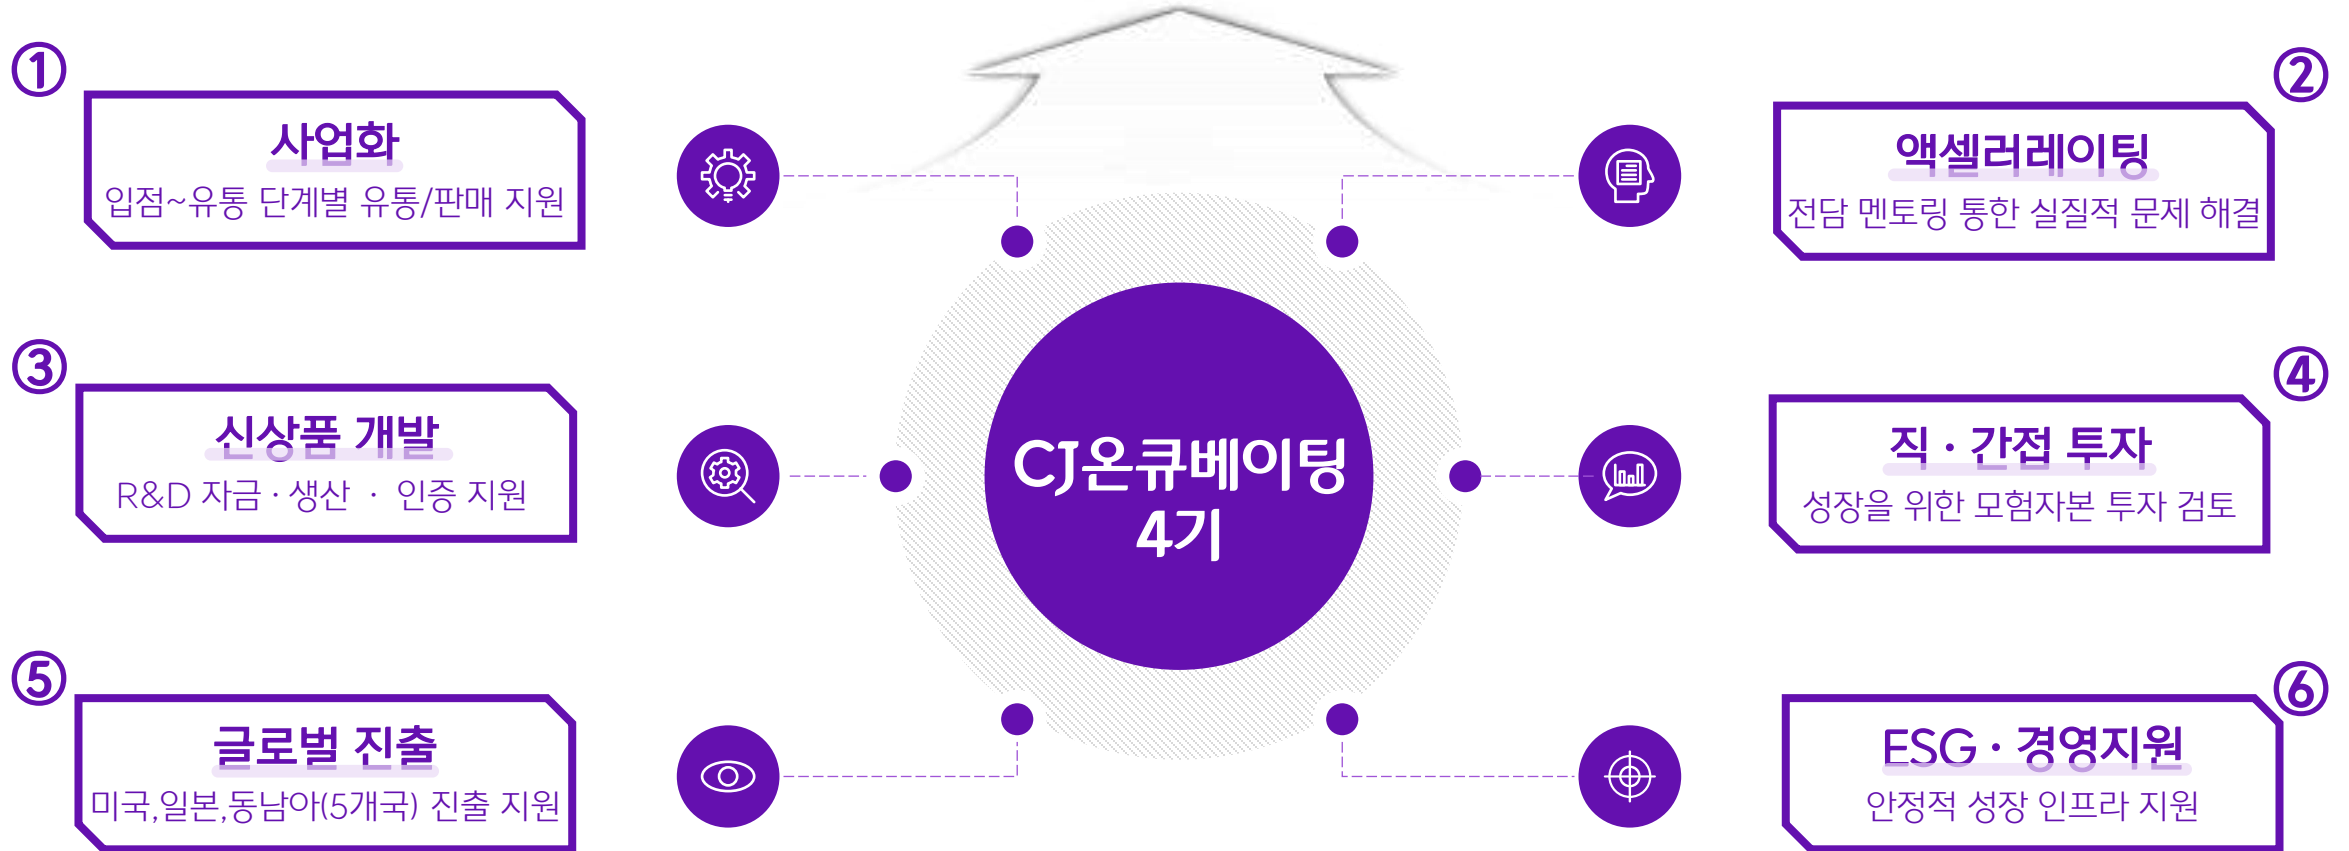 ①
사업화
입점~유통 단계별 유통/판매 지원
②
액셀러레이팅
전담 멘토링 통한 실질적 문제 해결
③
신상품 개발
R&D 자금 · 생산 · 인증 지원
④
직 · 간접 투자
성장을 위한 모험자본 투자 검토
CJ온큐베이팅
4기
⑤
글로벌 진출
미국,일본,동남아(5개국) 진출 지원
⑥
ESG · 경영지원
안정적 성장 인프라 지원